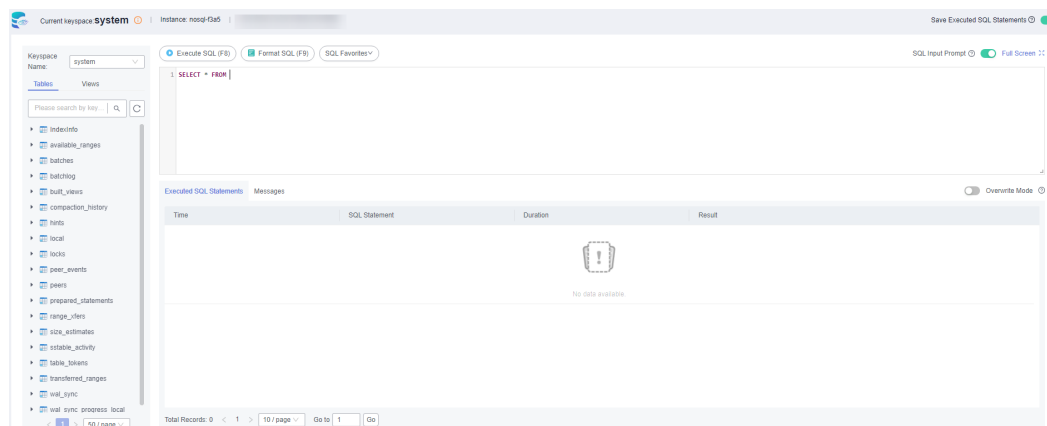 Current keyspace:system | Instance: nosql-f3a5 |
Save Executed SQL Statements
Keyspace Name: system
Tables Views
Please search by key...
IndexInfo
available_ranges
batches
batchlog
built_views
compaction_history
hints
local
locks
peer_events
peers
prepared_statements
range_xfers
size_estimates
sstable_activity
table_tokens
transferred_ranges
wal_sync
wal_sync_progress_local
< 1 > 50 / page
Execute SQL (F8) Format SQL (F9) SQL Favorites
SQL Input Prompt Full Screen
1 SELECT * FROM
Executed SQL Statements Messages
Overwrite Mode
Time SQL Statement Duration Result
No data available
Total Records: 0 < 1 > 10 / page Go to 1 Go